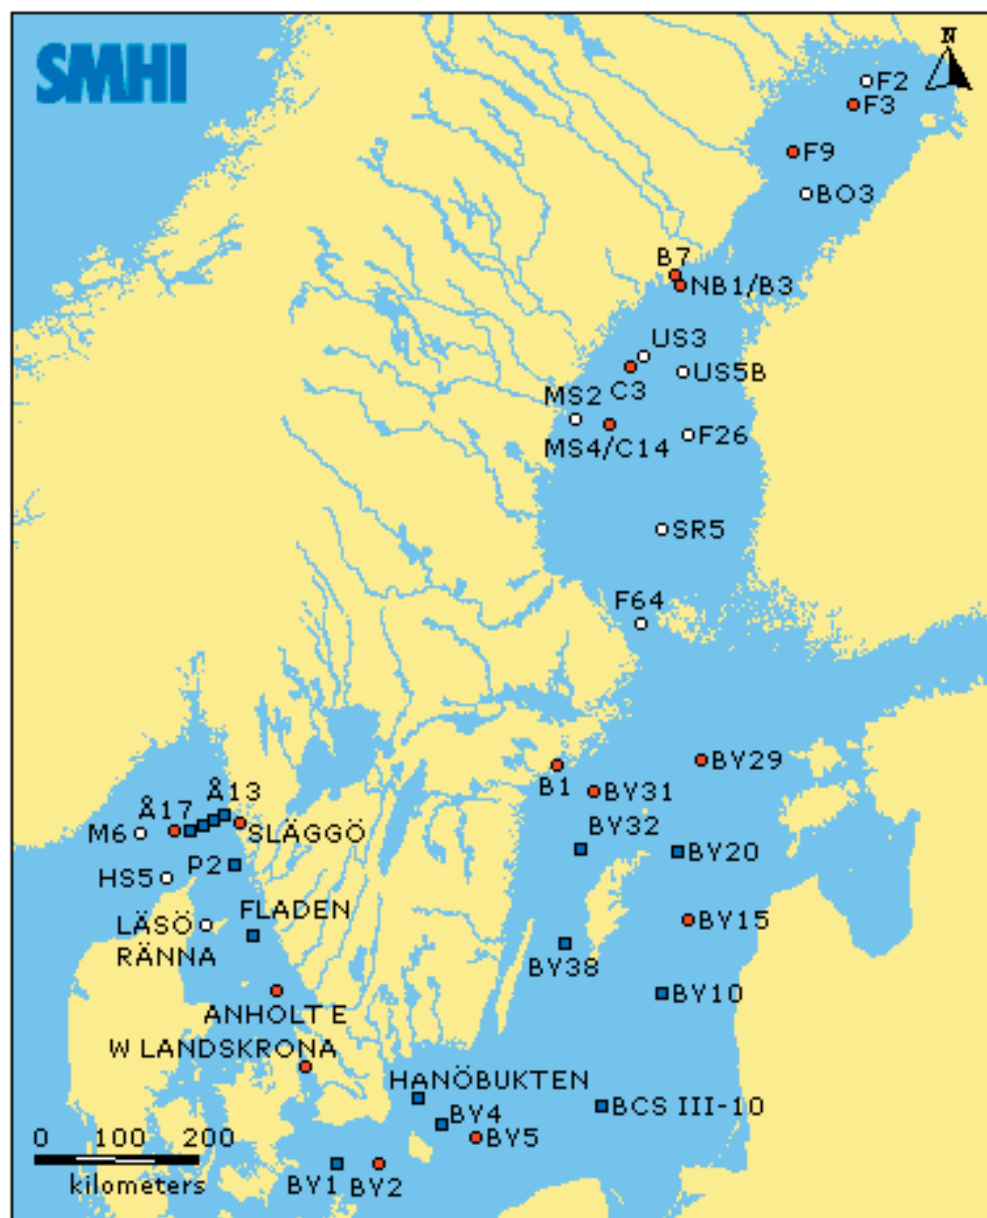 SMHI
N
F2
F3
F9
BO3
B7
NB1/B3
US3
US5B
C3
MS2
MS4/C14
F26
SR5
F64
BY29
B1
BY31
Å13
Å17
M6
SLÄGGÖ
BY32
BY20
P2
HS5
FLADEN
LÄSÖ
RÄNNA
BY15
BY38
BY10
ANHOLT E
W LANDSKRONA
HANÖBUKTEN
BCS III-10
BY4
BY5
0 100 200
kilometers
BY1
BY2